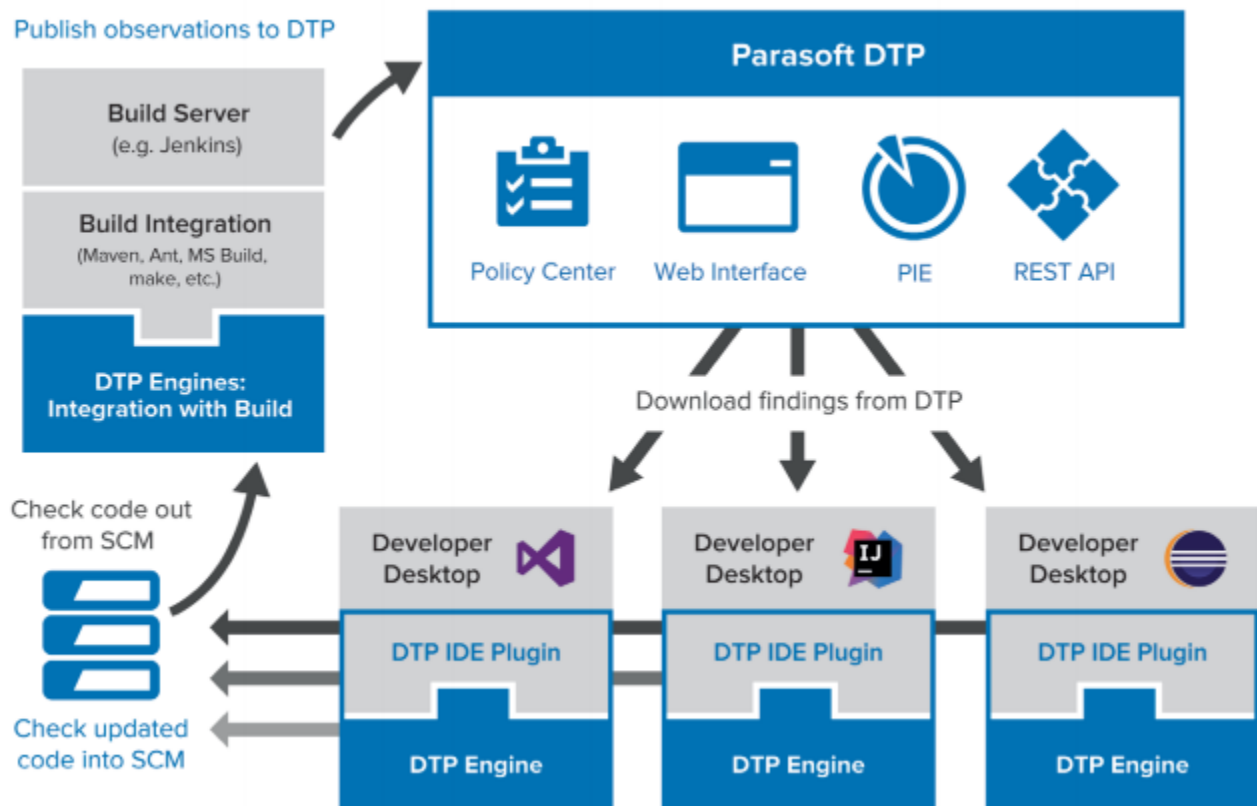 Publish observations to DTP
Build Server
(e.g. Jenkins)
Build Integration
(Maven, Ant, MS Build,
make, etc.)
DTP Engines:
Integration with Build
Parasoft DTP
Policy Center
Web Interface
PIE
REST API
Download findings from DTP
Check code out
from SCM
Check updated
code into SCM
Developer
Desktop
DTP IDE Plugin
DTP Engine
Developer
Desktop
IJ
DTP IDE Plugin
DTP Engine
Developer
Desktop
DTP IDE Plugin
DTP Engine